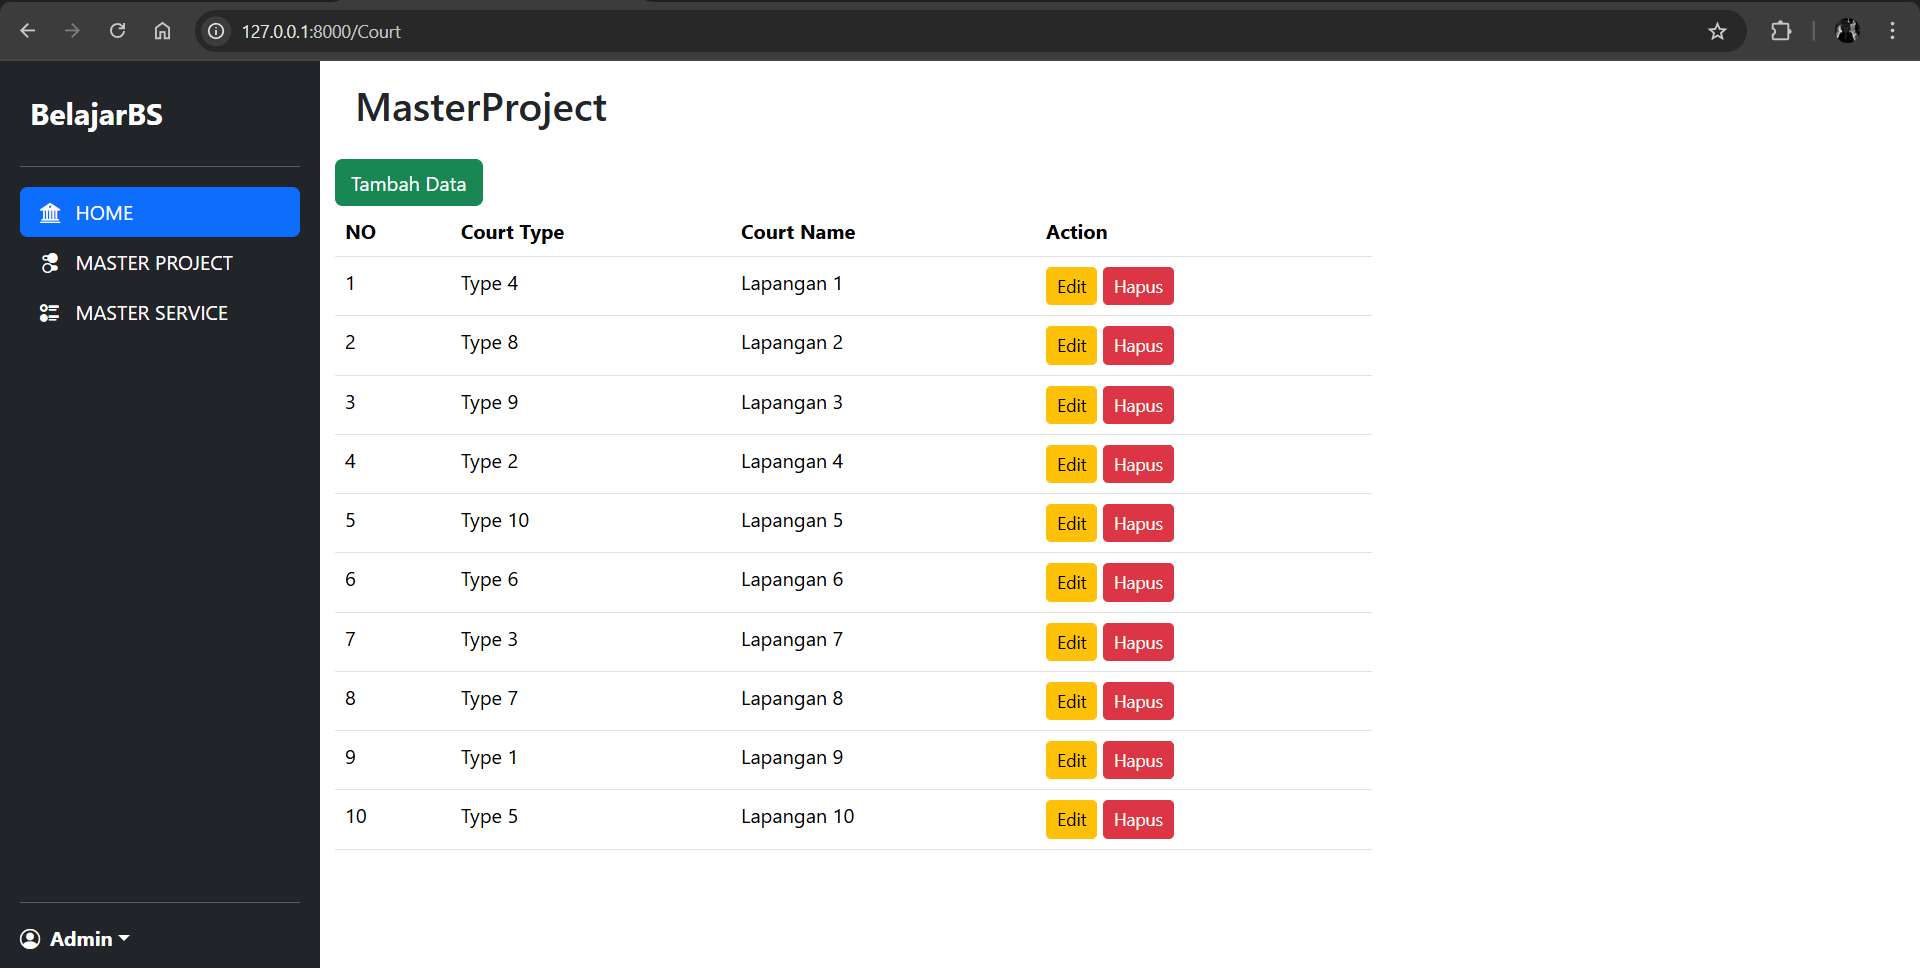 127.0.0.1:8000/Court
BelajarBS
HOME
MASTER PROJECT
MASTER SERVICE
Admin
MasterProject
Tambah Data
NO Court Type Court Name Action
1 Type 4 Lapangan 1 Edit Hapus
2 Type 8 Lapangan 2 Edit Hapus
3 Type 9 Lapangan 3 Edit Hapus
4 Type 2 Lapangan 4 Edit Hapus
5 Type 10 Lapangan 5 Edit Hapus
6 Type 6 Lapangan 6 Edit Hapus
7 Type 3 Lapangan 7 Edit Hapus
8 Type 7 Lapangan 8 Edit Hapus
9 Type 1 Lapangan 9 Edit Hapus
10 Type 5 Lapangan 10 Edit Hapus